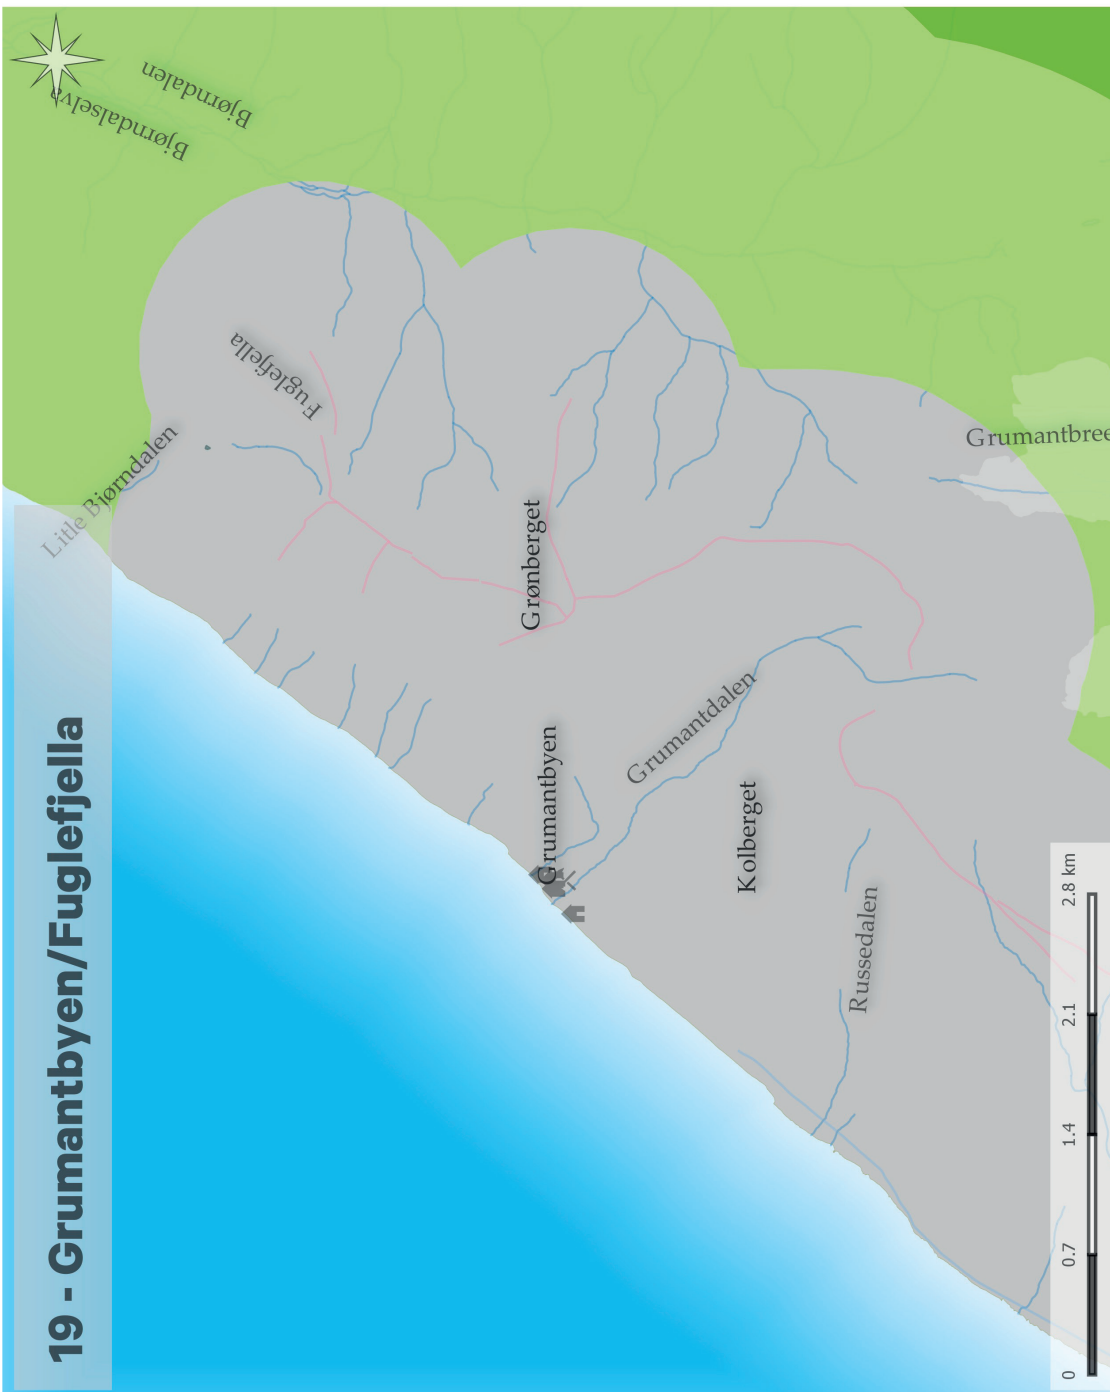 19 - Grumantbyen/Fuglefjella
Litle Bjørndalen
Bjørndalselva
Bjørndalen
Fuglefjella
Grønberget
Grumantbyen
Grumantdalen
Kolberget
Russedalen
Grumantbree
0 0.7 1.4 2.1 2.8 km